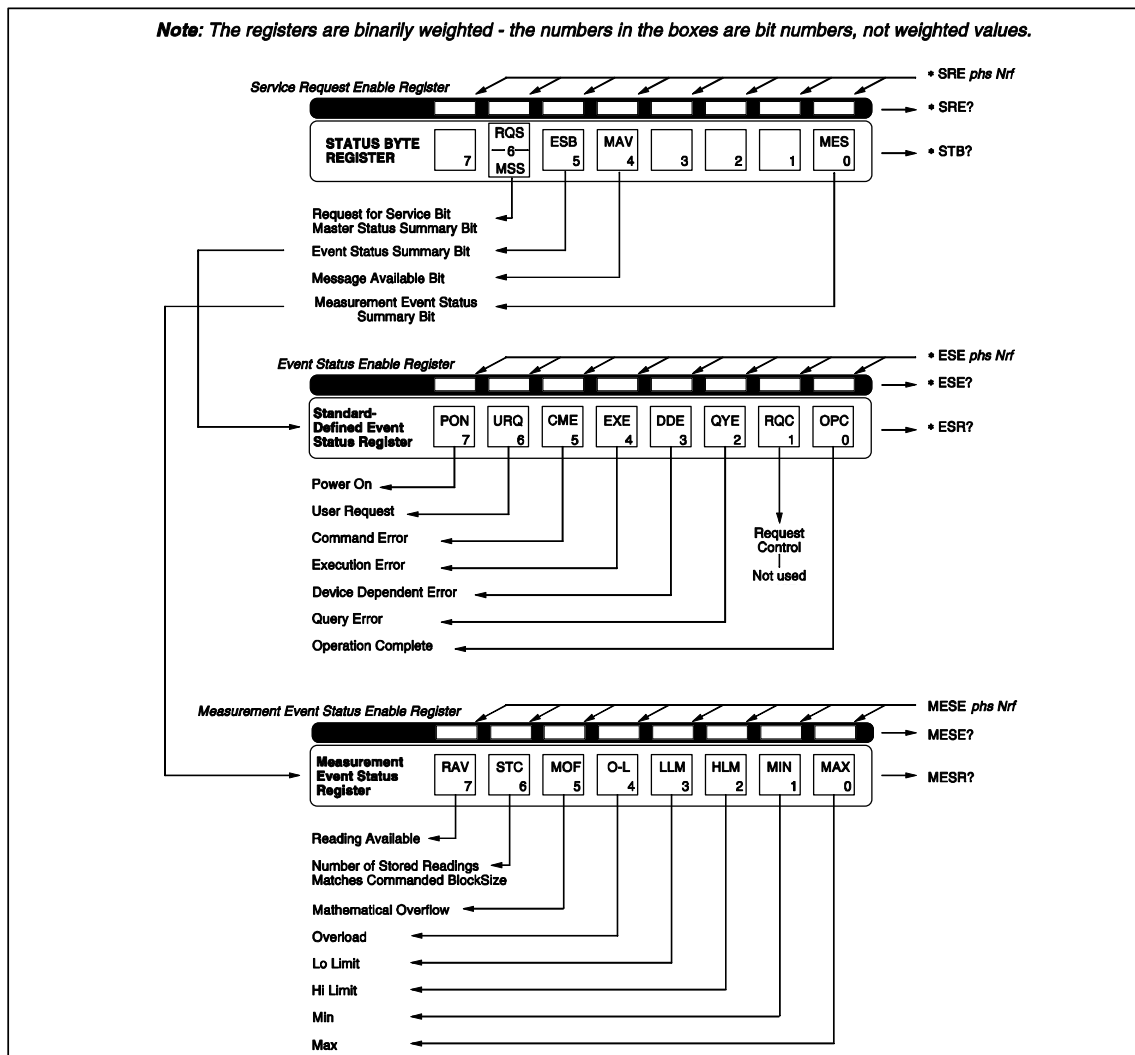 Note: The registers are binarily weighted - the numbers in the boxes are bit numbers, not weighted values.
* SRE phs Nrf
Service Request Enable Register
* SRE?
STATUS BYTE
REGISTER
7
RQS
6
MSS
ESB
5
MAV
4
3
2
1
MES
0
* STB?
Request for Service Bit
Master Status Summary Bit
Event Status Summary Bit
Message Available Bit
Measurement Event Status
Summary Bit
* ESE phs Nrf
Event Status Enable Register
* ESE?
Standard-
Defined Event
Status Register
PON
7
URQ
6
CME
5
EXE
4
DDE
3
QYE
2
RQC
1
OPC
0
* ESR?
Power On
User Request
Command Error
Execution Error
Device Dependent Error
Query Error
Operation Complete
Request
Control
Not used
MESE phs Nrf
Measurement Event Status Enable Register
MESE?
Measurement
Event Status
Register
RAV
7
STC
6
MOF
5
O-L
4
LLM
3
HLM
2
MIN
1
MAX
0
MESR?
Reading Available
Number of Stored Readings
Matches Commanded BlockSize
Mathematical Overflow
Overload
Lo Limit
Hi Limit
Min
Max